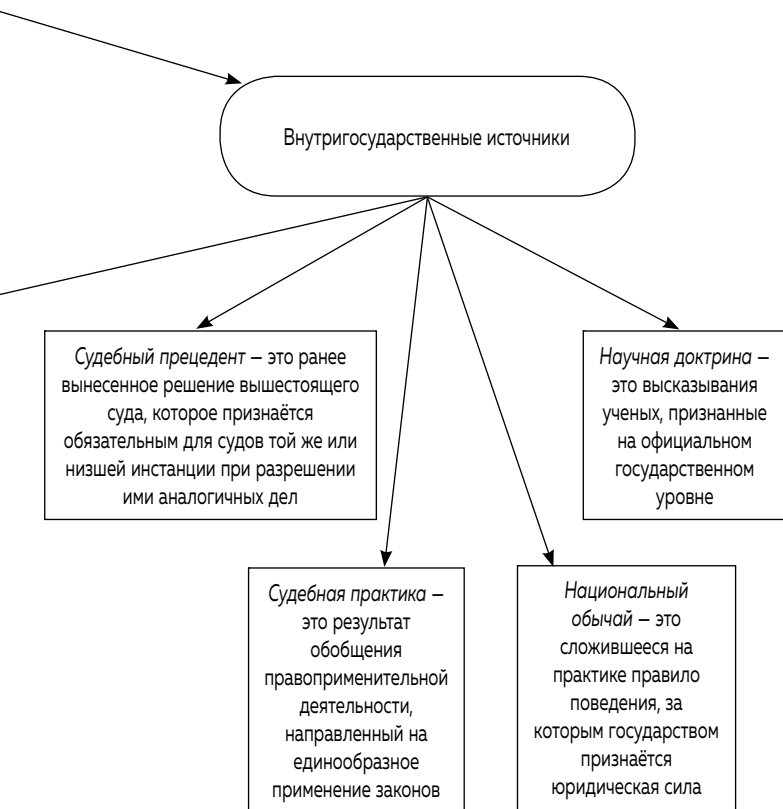 Внутригосударственные источники
Судебный прецедент – это ранее
вынесенное решение вышестоящего
суда, которое признаётся
обязательным для судов той же или
низшей инстанции при разрешении
ими аналогичных дел
Научная доктрина –
это высказывания
ученых, признанные
на официальном
государственном
уровне
Судебная практика –
это результат
обобщения
правоприменительной
деятельности,
направленный на
единообразное
применение законов
Национальный
обычай – это
сложившееся на
практике правило
поведения, за
которым государством
признаётся
юридическая сила